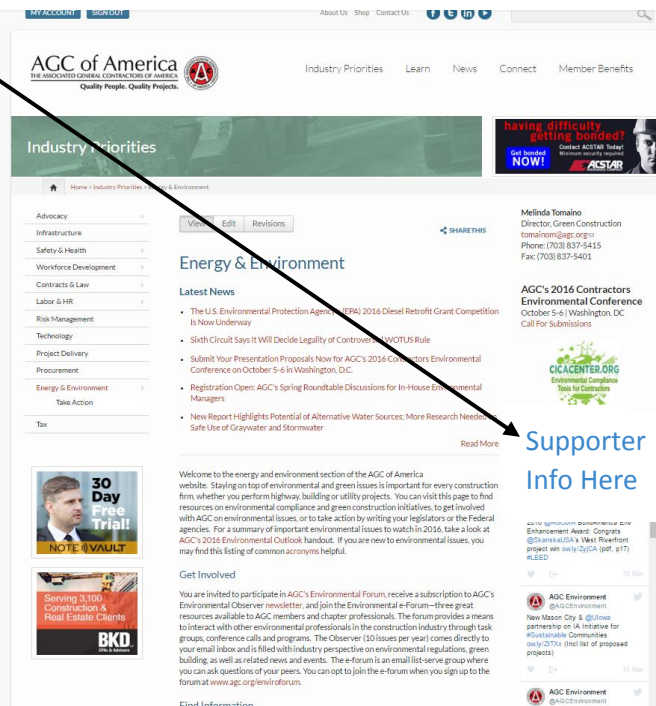 MY ACCOUNT
SIGN OUT
About Us Shop Contact Us
AGC of America
THE ASSOCIATED GENERAL CONTRACTORS OF AMERICA
Quality People. Quality Projects.
Industry Priorities Learn News Connect Member Benefits
Industry Priorities
having difficulty
getting bonded?
Get bonded
NOW!
Contact ACSTAR Today!
Minimum security required
ACSTAR
Home » Industry Priorities » Energy & Environment
Advocacy
Infrastructure
Safety & Health
Workforce Development
Contracts & Law
Labor & HR
Risk Management
Technology
Project Delivery
Procurement
Energy & Environment
Take Action
Tax
30
Day
Free
Trial!
NOTE VAULT
Serving 3,100
Construction &
Real Estate Clients
BKD
CPAs & Advisors
View Edit Revisions
SHARETHIS
Energy & Environment
Latest News
• The U.S. Environmental Protection Agency's (EPA) 2016 Diesel Retrofit Grant Competition
Is Now Underway
• Sixth Circuit Says It Will Decide Legality of Controversial WOTUS Rule
• Submit Your Presentation Proposals Now for AGC's 2016 Contractors Environmental
Conference on October 5-6 in Washington, D.C.
• Registration Open: AGC's Spring Roundtable Discussions for In-House Environmental
Managers
• New Report Highlights Potential of Alternative Water Sources; More Research Needed on
Safe Use of Graywater and Stormwater
Read More
Welcome to the energy and environment section of the AGC of America
website. Staying on top of environmental and green issues is important for every construction
firm, whether you perform highway, building or utility projects. You can visit this page to find
resources on environmental compliance and green construction initiatives, to get involved
with AGC on environmental issues, or to take action by writing your legislators or the Federal
agencies. For a summary of important environmental issues to watch in 2016, take a look at
AGC's 2016 Environmental Outlook handout. If you are new to environmental issues, you
may find this listing of common acronyms helpful.
Get Involved
You are invited to participate in AGC's Environmental Forum, receive a subscription to AGC's
Environmental Observer newsletter, and join the Environmental e-Forum—three great
resources available to AGC members and chapter professionals. The forum provides a means
to interact with other environmental professionals in the construction industry through task
groups, conference calls and programs. The Observer (10 issues per year) comes directly to
your email inbox and is filled with industry perspective on environmental regulations, green
building, as well as related news and events. The e-forum is an email list-serve group where
you can ask questions of your peers. You can opt to join the e-forum when you sign up to the
forum at www.agc.org/enviroforum.
Find Information
Melinda Tomaino
Director, Green Construction
tomainom@agc.org
Phone: (703) 837-5415
Fax: (703) 837-5401
AGC's 2016 Contractors
Environmental Conference
October 5-6 | Washington, DC
Call For Submissions
CICACENTER.ORG
Environmental Compliance
Tools for Contractors
Supporter
Info Here
Enhancement Award: Congrats
@SkanskaUSA's West Riverfront
project win ow.ly/ZyjCA (pdf, p17)
#LEED
AGC Environment
@AGCEnvironment
New Mason City & @UIowa
partnership on IA Initiative for
#Sustainable Communities
ow.ly/ZtTXs (Incl list of proposed
projects)
AGC Environment
@AGCEnvironment